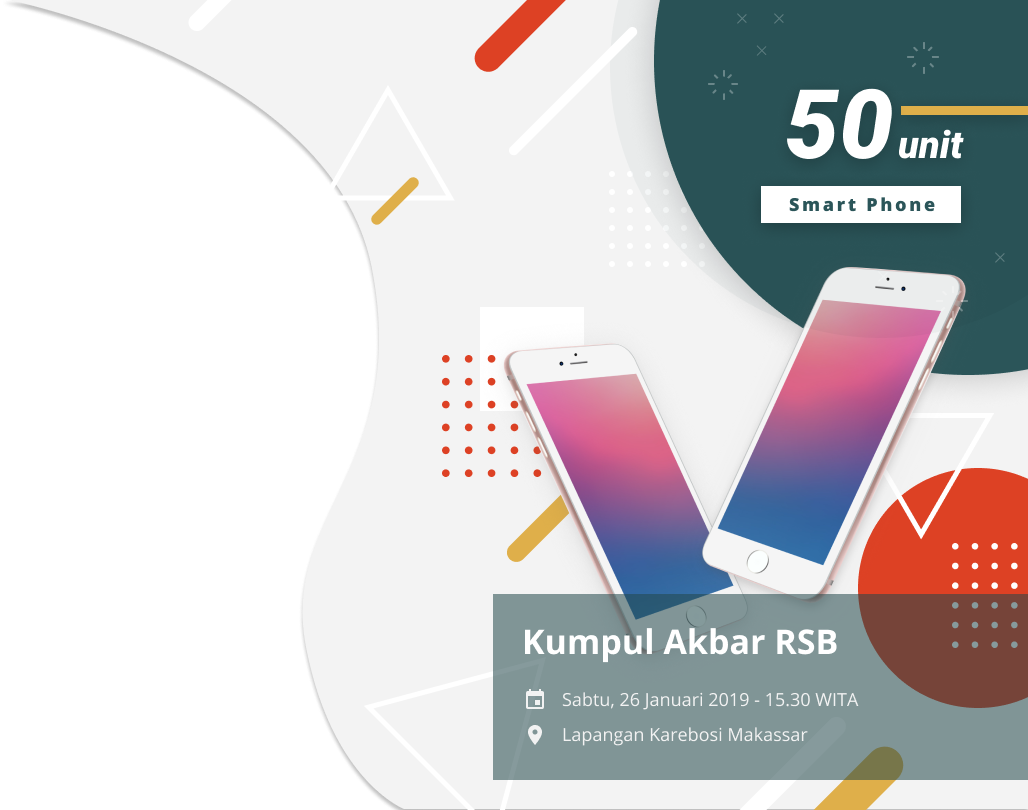 50 unit
Smart Phone
Kumpul Akbar RSB
Sabtu, 26 Januari 2019 - 15.30 WITA
Lapangan Karebosi Makassar